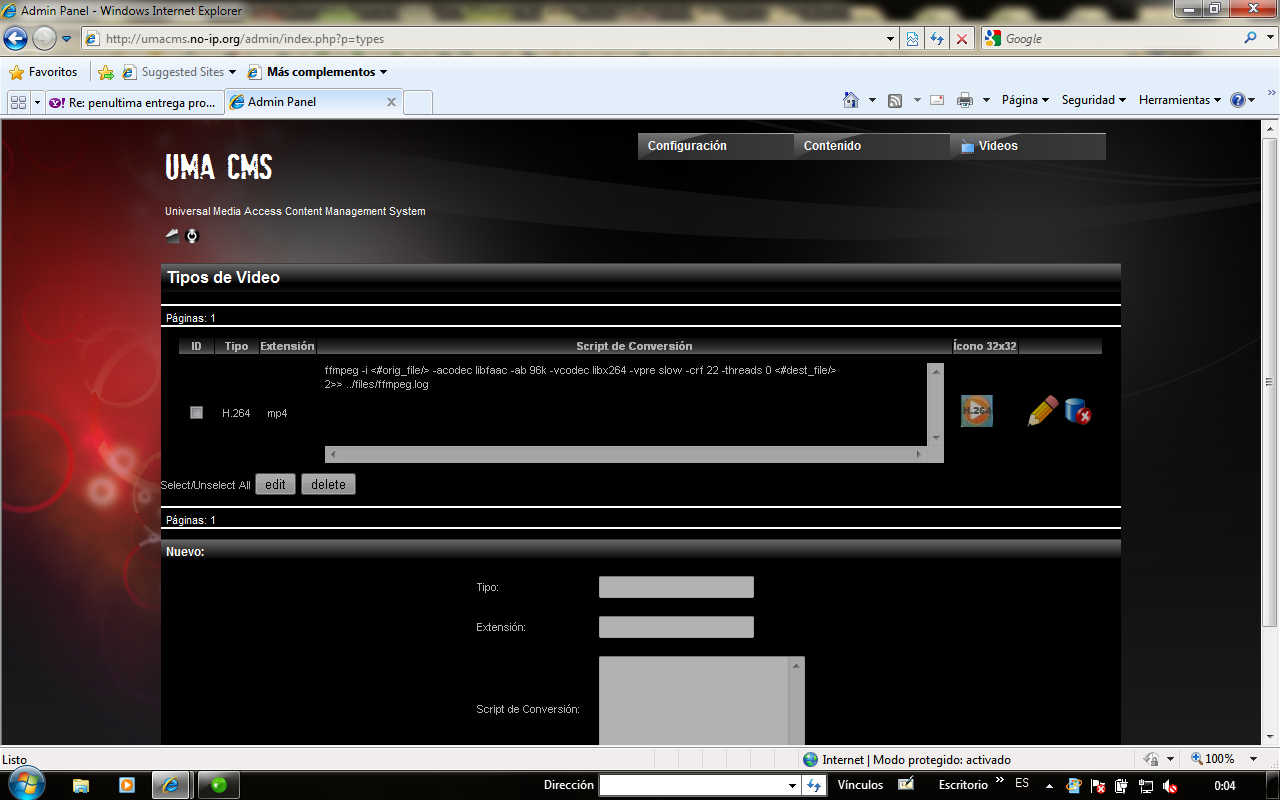 Admin Panel - Windows Internet Explorer
http://umacms.no-ip.org/admin/index.php?p=types
Google
Favoritos
Suggested Sites
Más complementos
Re: penultima entrega pro...
Admin Panel
Página
Seguridad
Herramientas
Configuración
Contenido
Videos
UMA CMS
Universal Media Access Content Management System
Tipos de Video
Páginas: 1
ID Tipo Extensión Script de Conversión Ícono 32x32
ffmpeg -i <#orig_file/> -acodec libfaac -ab 96k -vcodec libx264 -vpre slow -crf 22 -threads 0 <#dest_file/>
2>> ../files/ffmpeg.log
H.264 mp4
H.264
Select/Unselect All edit delete
Páginas: 1
Nuevo:
Tipo:
Extensión:
Script de Conversión:
Listo
Internet | Modo protegido: activado
100%
Dirección
Vínculos
Escritorio
ES
0:04